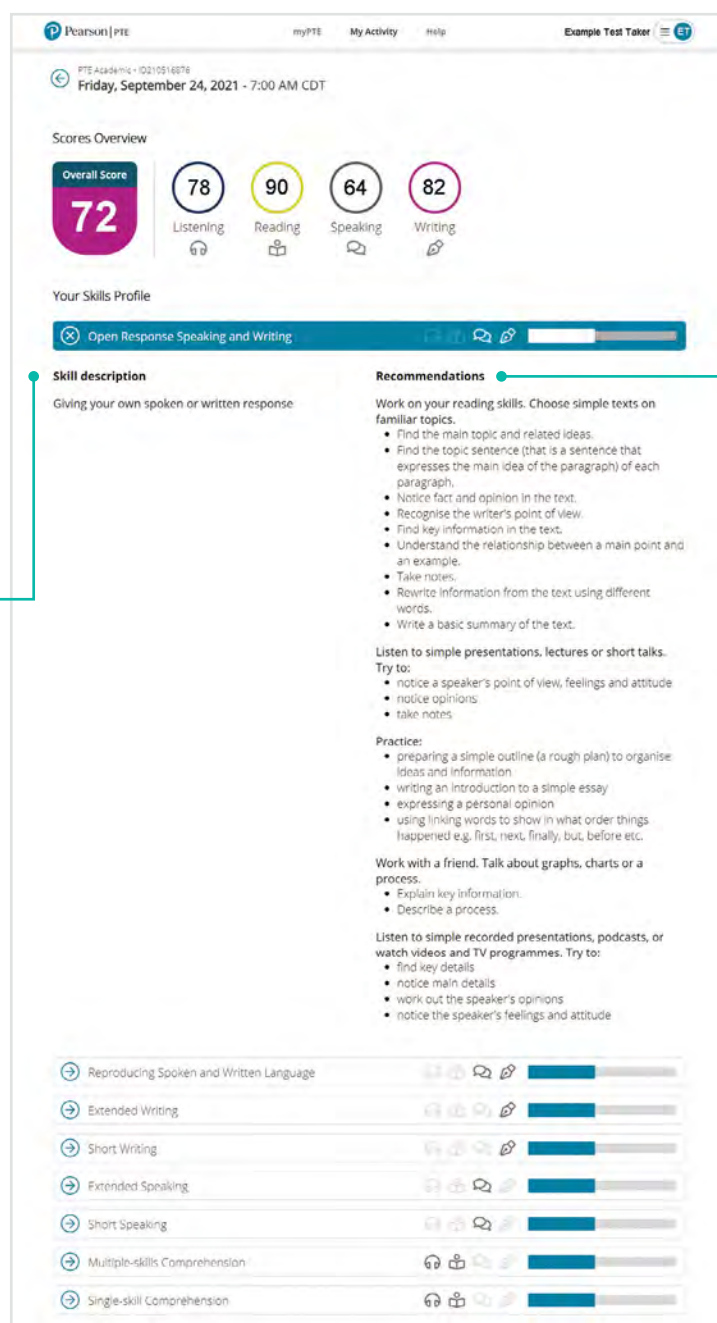 Pearson | PTE
myPTE My Activity Help
Example Test Taker ET
PTE Academic - ID210516876
Friday, September 24, 2021 - 7:00 AM CDT
Scores Overview
Overall Score
72
78 90 64 82
Listening Reading Speaking Writing
Your Skills Profile
Open Response Speaking and Writing
Skill description
Giving your own spoken or written response
Recommendations
Work on your reading skills. Choose simple texts on
familiar topics.
• Find the main topic and related ideas.
• Find the topic sentence (that is a sentence that
expresses the main idea of the paragraph) of each
paragraph.
• Notice fact and opinion in the text.
• Recognise the writer's point of view.
• Find key information in the text.
• Understand the relationship between a main point and
an example.
• Take notes.
• Rewrite information from the text using different
words.
• Write a basic summary of the text.
Listen to simple presentations, lectures or short talks.
Try to:
• notice a speaker's point of view, feelings and attitude
• notice opinions
• take notes
Practice:
• preparing a simple outline (a rough plan) to organise
ideas and information
• writing an introduction to a simple essay
• expressing a personal opinion
• using linking words to show in what order things
happened e.g. first, next, finally, but, before etc.
Work with a friend. Talk about graphs, charts or a
process.
• Explain key information.
• Describe a process.
Listen to simple recorded presentations, podcasts, or
watch videos and TV programmes. Try to:
• find key details
• notice main details
• work out the speaker's opinions
• notice the speaker's feelings and attitude
Reproducing Spoken and Written Language
Extended Writing
Short Writing
Extended Speaking
Short Speaking
Multiple-skills Comprehension
Single-skill Comprehension